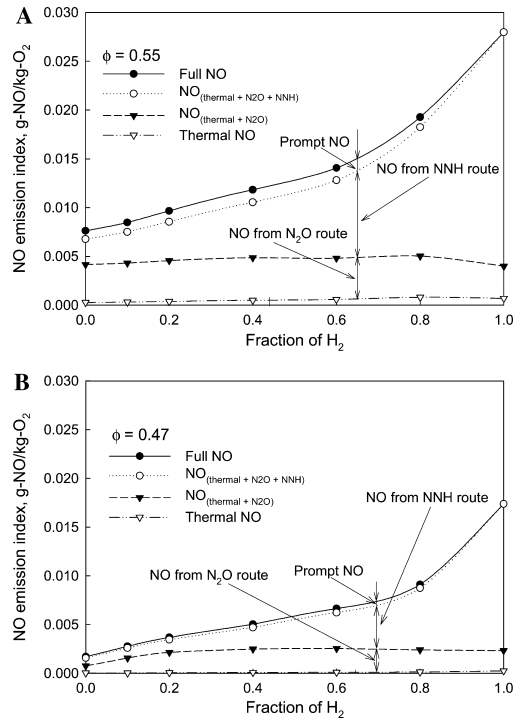 A
0.030
0.025
0.020
0.015
0.010
0.005
0.000
NO emission index, g-NO/kg-O2
ϕ = 0.55
Full NO
NO(thermal + N2O + NNH)
NO(thermal + N2O)
Thermal NO
Prompt NO
NO from NNH route
NO from N2O route
0.0 0.2 0.4 0.6 0.8 1.0
Fraction of H2
B
0.030
0.025
0.020
0.015
0.010
0.005
0.000
NO emission index, g-NO/kg-O2
ϕ = 0.47
Full NO
NO(thermal + N2O + NNH)
NO(thermal + N2O)
Thermal NO
NO from NNH route
Prompt NO
NO from N2O route
0.0 0.2 0.4 0.6 0.8 1.0
Fraction of H2